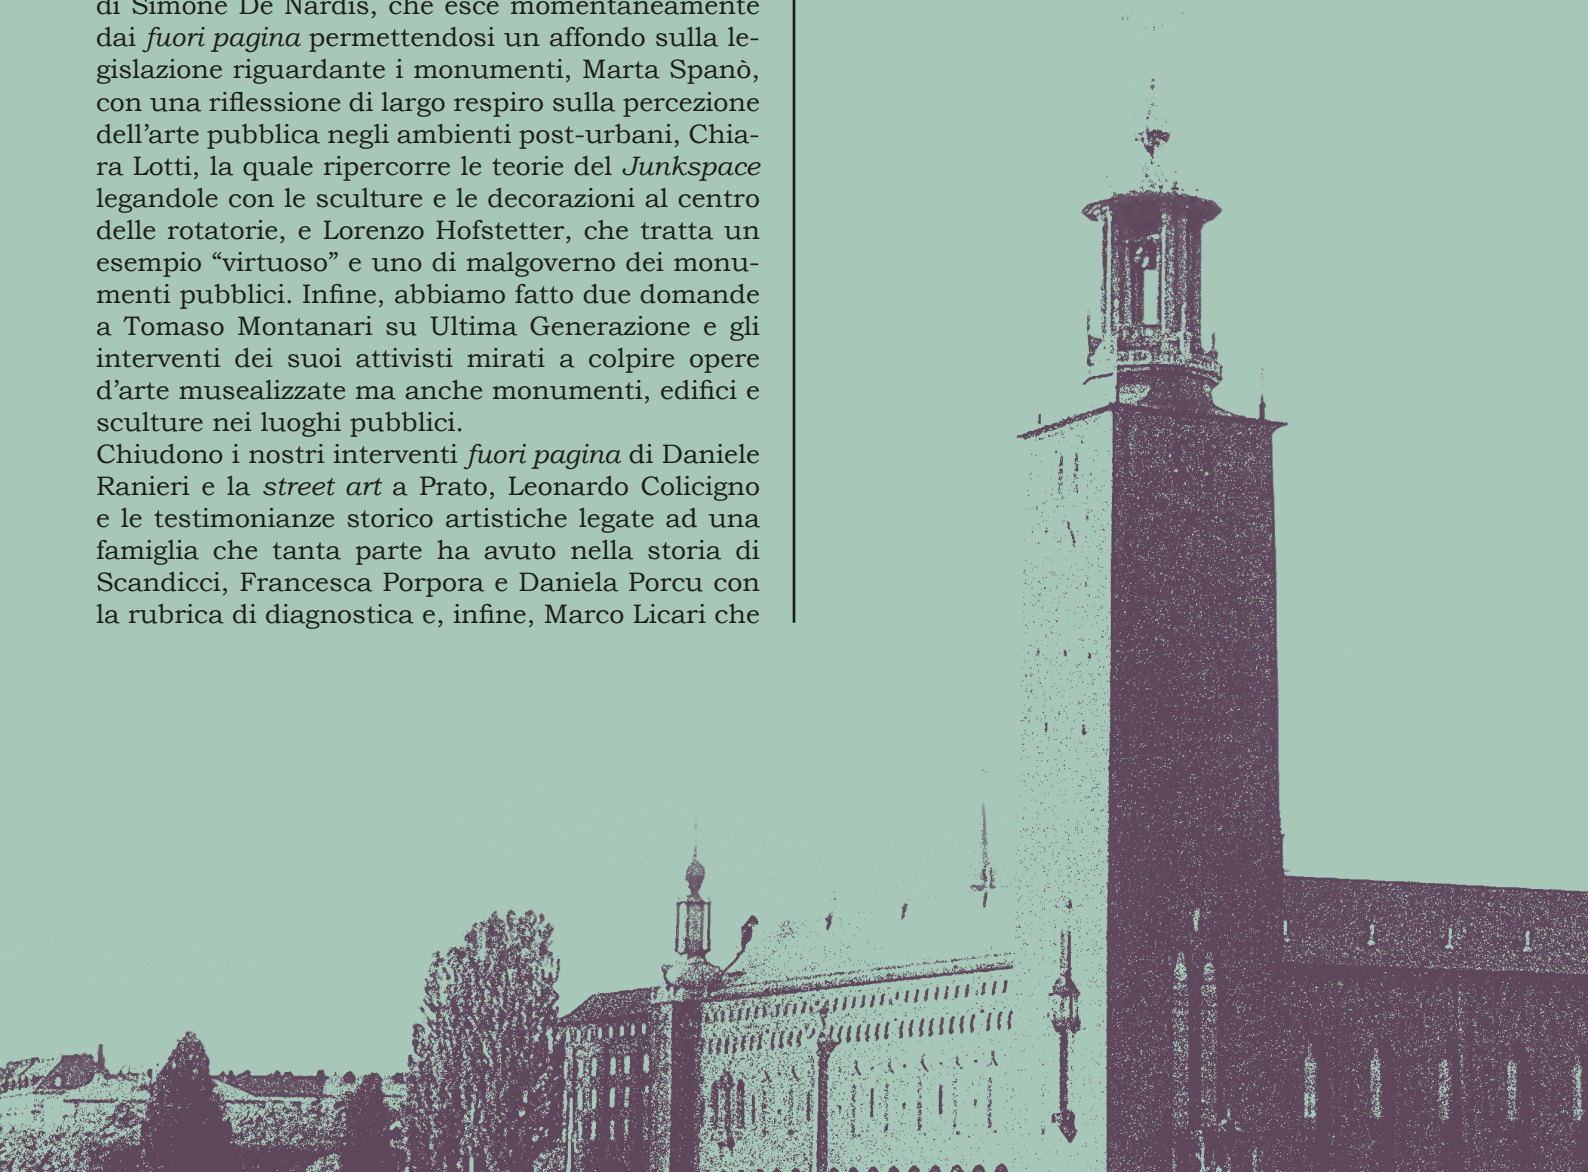 di Simone De Nardis, che esce momentaneamente
dai fuori pagina permettendosi un affondo sulla le-
gislazione riguardante i monumenti, Marta Spanò,
con una riflessione di largo respiro sulla percezione
dell’arte pubblica negli ambienti post-urbani, Chia-
ra Lotti, la quale ripercorre le teorie del Junkspace
legandole con le sculture e le decorazioni al centro
delle rotatorie, e Lorenzo Hofstetter, che tratta un
esempio “virtuoso” e uno di malgoverno dei monu-
menti pubblici. Infine, abbiamo fatto due domande
a Tomaso Montanari su Ultima Generazione e gli
interventi dei suoi attivisti mirati a colpire opere
d’arte musealizzate ma anche monumenti, edifici e
sculture nei luoghi pubblici.
Chiudono i nostri interventi fuori pagina di Daniele
Ranieri e la street art a Prato, Leonardo Colicigno
e le testimonianze storico artistiche legate ad una
famiglia che tanta parte ha avuto nella storia di
Scandicci, Francesca Porpora e Daniela Porcu con
la rubrica di diagnostica e, infine, Marco Licari che